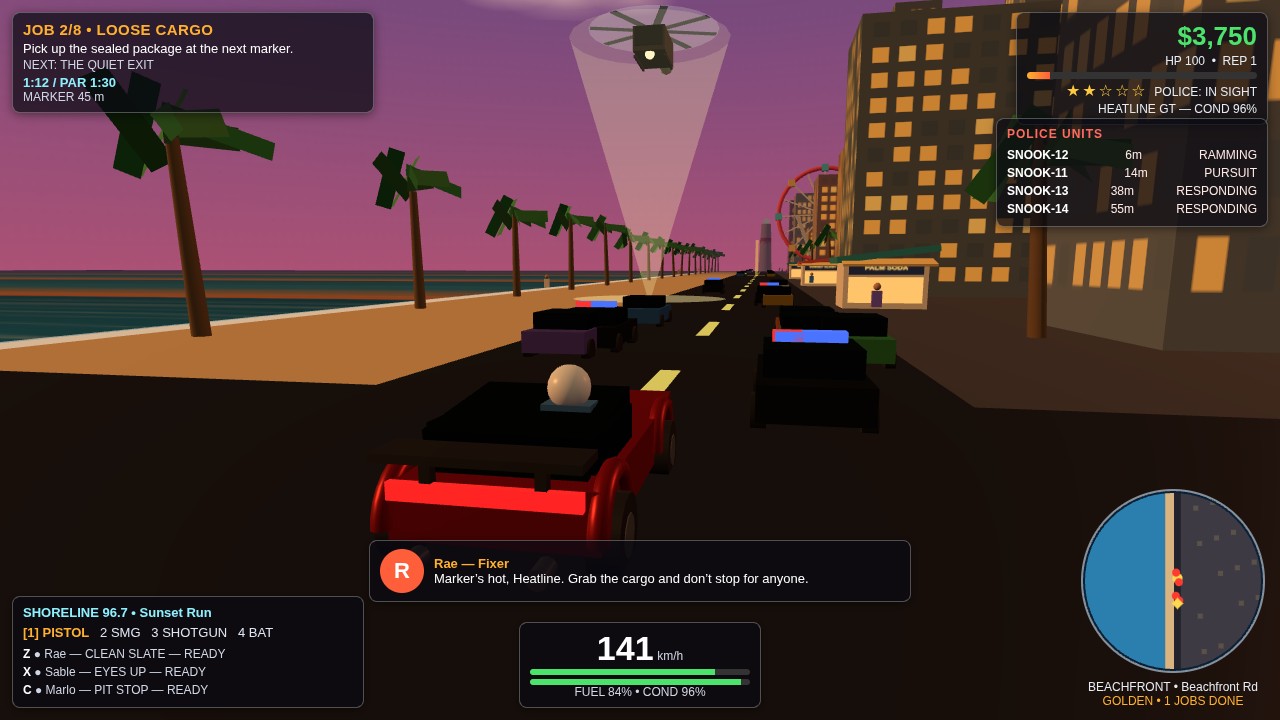 JOB 2/8 • LOOSE CARGO
Pick up the sealed package at the next marker.
NEXT: THE QUIET EXIT
1:12 / PAR 1:30
MARKER 45 m
$3,750
HP 100 • REP 1
★★☆☆☆ POLICE: IN SIGHT
HEATLINE GT — COND 96%
POLICE UNITS
SNOOK-12 6m RAMMING
SNOOK-11 14m PURSUIT
SNOOK-13 38m RESPONDING
SNOOK-14 55m RESPONDING
PALM SODA
R
Rae — Fixer
Marker's hot, Heatline. Grab the cargo and don't stop for anyone.
SHORELINE 96.7 • Sunset Run
[1] PISTOL 2 SMG 3 SHOTGUN 4 BAT
Z ● Rae — CLEAN SLATE — READY
X ● Sable — EYES UP — READY
C ● Marlo — PIT STOP — READY
141 km/h
FUEL 84% • COND 96%
BEACHFRONT • Beachfront Rd
GOLDEN • 1 JOBS DONE